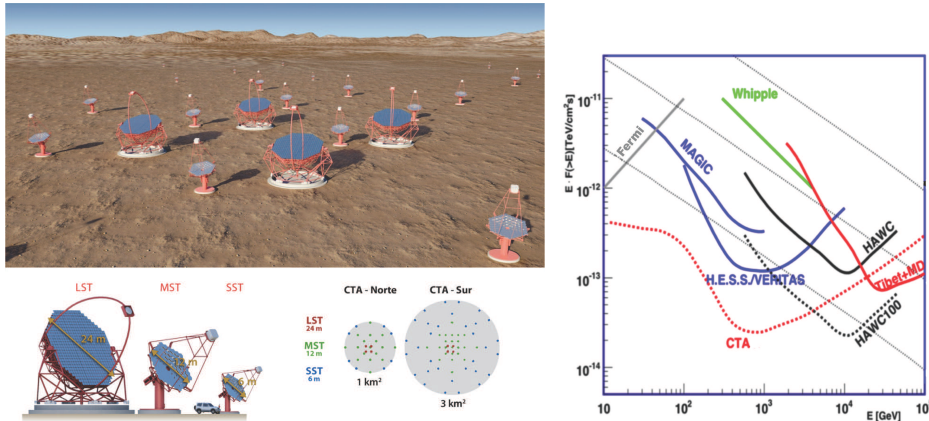 LST
MST
SST
24 m
12 m
6 m
CTA - Norte
CTA - Sur
LST
24 m
MST
12 m
SST
6 m
1 km²
3 km²
E · F(>E)[TeV/cm²s]
10⁻¹¹
10⁻¹²
10⁻¹³
10⁻¹⁴
Fermi
MAGIC
Whipple
H.E.S.S./VERITAS
HAWC
Tibet+MD
HAWC100
CTA
10
10²
10³
10⁴
10⁵
E [GeV]